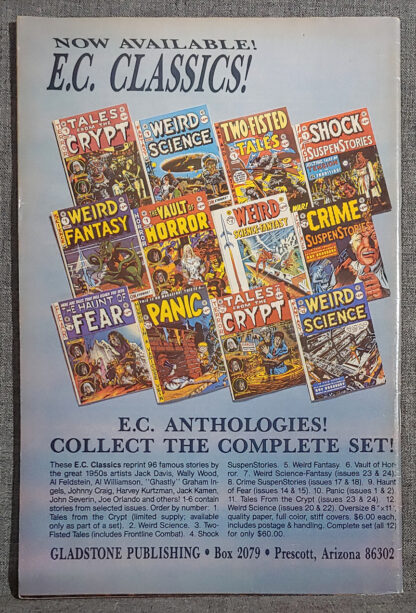 NOW AVAILABLE!
E.C. CLASSICS!
TALES
FROM THE
CRYPT
WEIRD
SCIENCE
TWO-FISTED
TALES
SHOCK
SUSPENSTORIES
WEIRD
FANTASY
THE VAULT OF
HORROR
WEIRD
SCIENCE-FANTASY
WAR!
CRIME
SUSPENSTORIES
THE HAUNT OF
FEAR
PANIC
TALES
FROM THE
CRYPT
WEIRD
SCIENCE
E.C. ANTHOLOGIES!
COLLECT THE COMPLETE SET!
These E.C. Classics reprint 96 famous stories by
the great 1950s artists Jack Davis, Wally Wood,
Al Feldstein, Al Williamson, "Ghastly" Graham In-
gels, Johnny Craig, Harvey Kurtzman, Jack Kamen,
John Severin, Joe Orlando and others! 1-6 contain
stories from selected issues. Order by number: 1.
Tales from the Crypt (limited supply; available
only as part of a set). 2. Weird Science. 3. Two-
Fisted Tales (includes Frontline Combat). 4. Shock
SuspenStories. 5. Weird Fantasy. 6. Vault of Hor-
ror. 7. Weird Science-Fantasy (issues 23 & 24).
8. Crime SuspenStories (issues 17 & 18). 9. Haunt
of Fear (issues 14 & 15). 10. Panic (issues 1 & 2).
11. Tales From the Crypt (issues 23 & 24). 12.
Weird Science (issues 20 & 22). Oversize 8" x 11",
quality paper, full color, stiff covers. $6.00 each,
includes postage & handling. Complete set (all 12)
for only $60.00.
GLADSTONE PUBLISHING • Box 2079 • Prescott, Arizona 86302